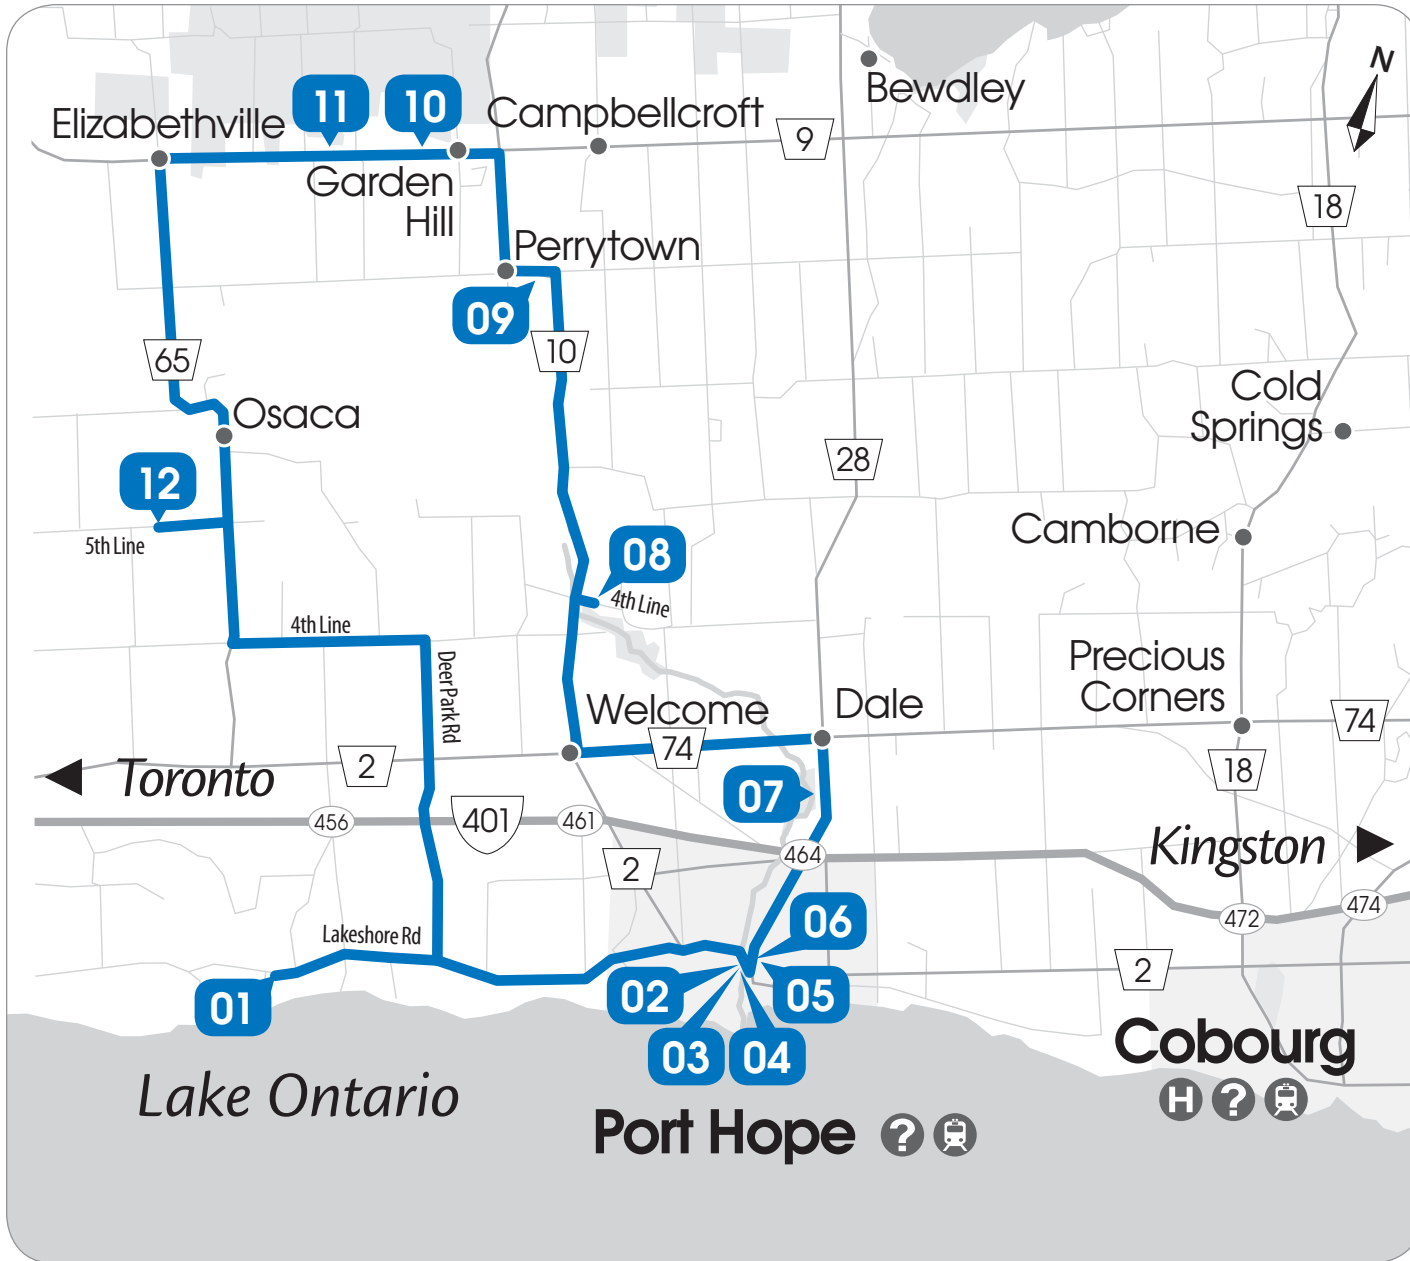 N
Bewdley
11
10
Elizabethville
Campbellcroft
9
Garden
Hill
18
Perrytown
09
10
65
Cold
Springs
Osaca
28
12
Camborne
5th Line
08
4th Line
4th Line
Precious
Corners
Deer Park Rd
Welcome
Dale
74
74
2
18
Toronto
07
456
401
461
464
Kingston
2
472
474
06
Lakeshore Rd
2
01
02
05
03
04
Cobourg
H ?
Lake Ontario
Port Hope ?